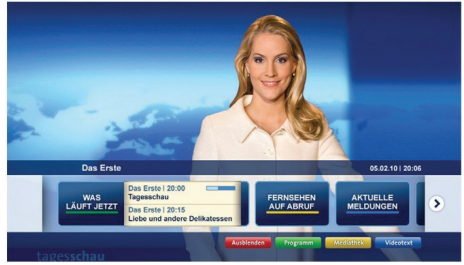 Das Erste
05.02.10 | 20:06
WAS
LÄUFT JETZT
Das Erste | 20:00
Tagesschau
Das Erste | 20:15
Liebe und andere Delikatessen
FERNSEHEN
AUF ABRUF
AKTUELLE
MELDUNGEN
Ausblenden
Programm
Mediathek
Videotext
tagesschau